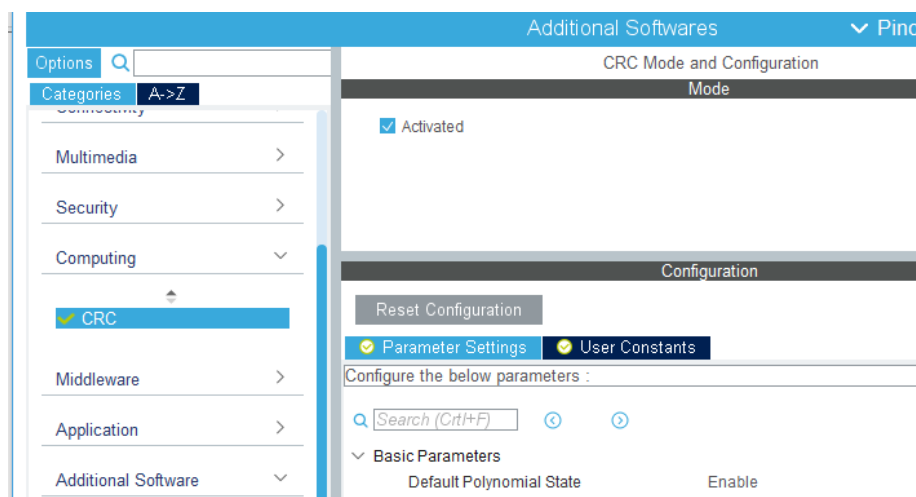 Additional Softwares
Options
CRC Mode and Configuration
Categories A->Z
Mode
Connectivity
Activated
Multimedia
Security
Computing
Configuration
Reset Configuration
CRC
Parameter Settings User Constants
Middleware
Configure the below parameters :
Search (Crtl+F)
Application
Basic Parameters
Additional Software
Default Polynomial State Enable